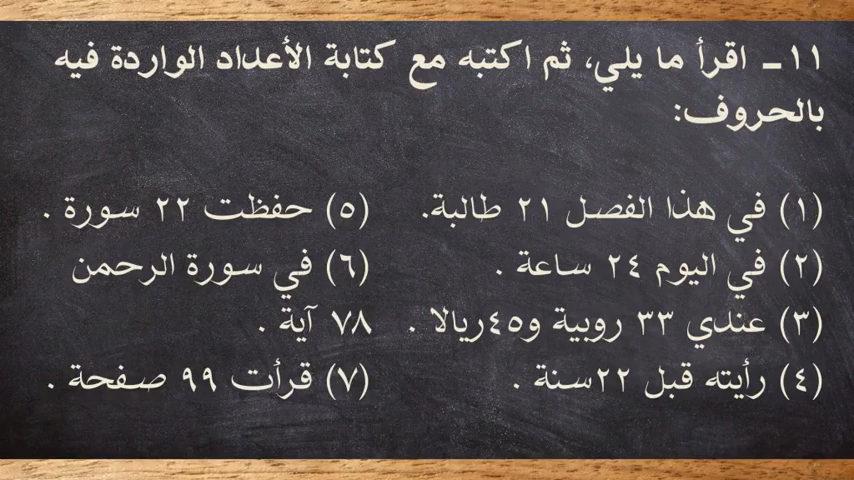 ١١ـ اقرأ ما يلي، ثم اكتبه مع كتابة الأعداد الواردة فيه
بالحروف:
(١) في هذا الفصل ٢١ طالبة.
(٢) في اليوم ٢٤ ساعة .
(٣) عندي ٣٣ روبية و٤٥ريالا .
(٤) رأيته قبل ٢٢سنة .
(٥) حفظت ٢٢ سورة .
(٦) في سورة الرحمن
٧٨ آية .
(٧) قرأت ٩٩ صفحة .